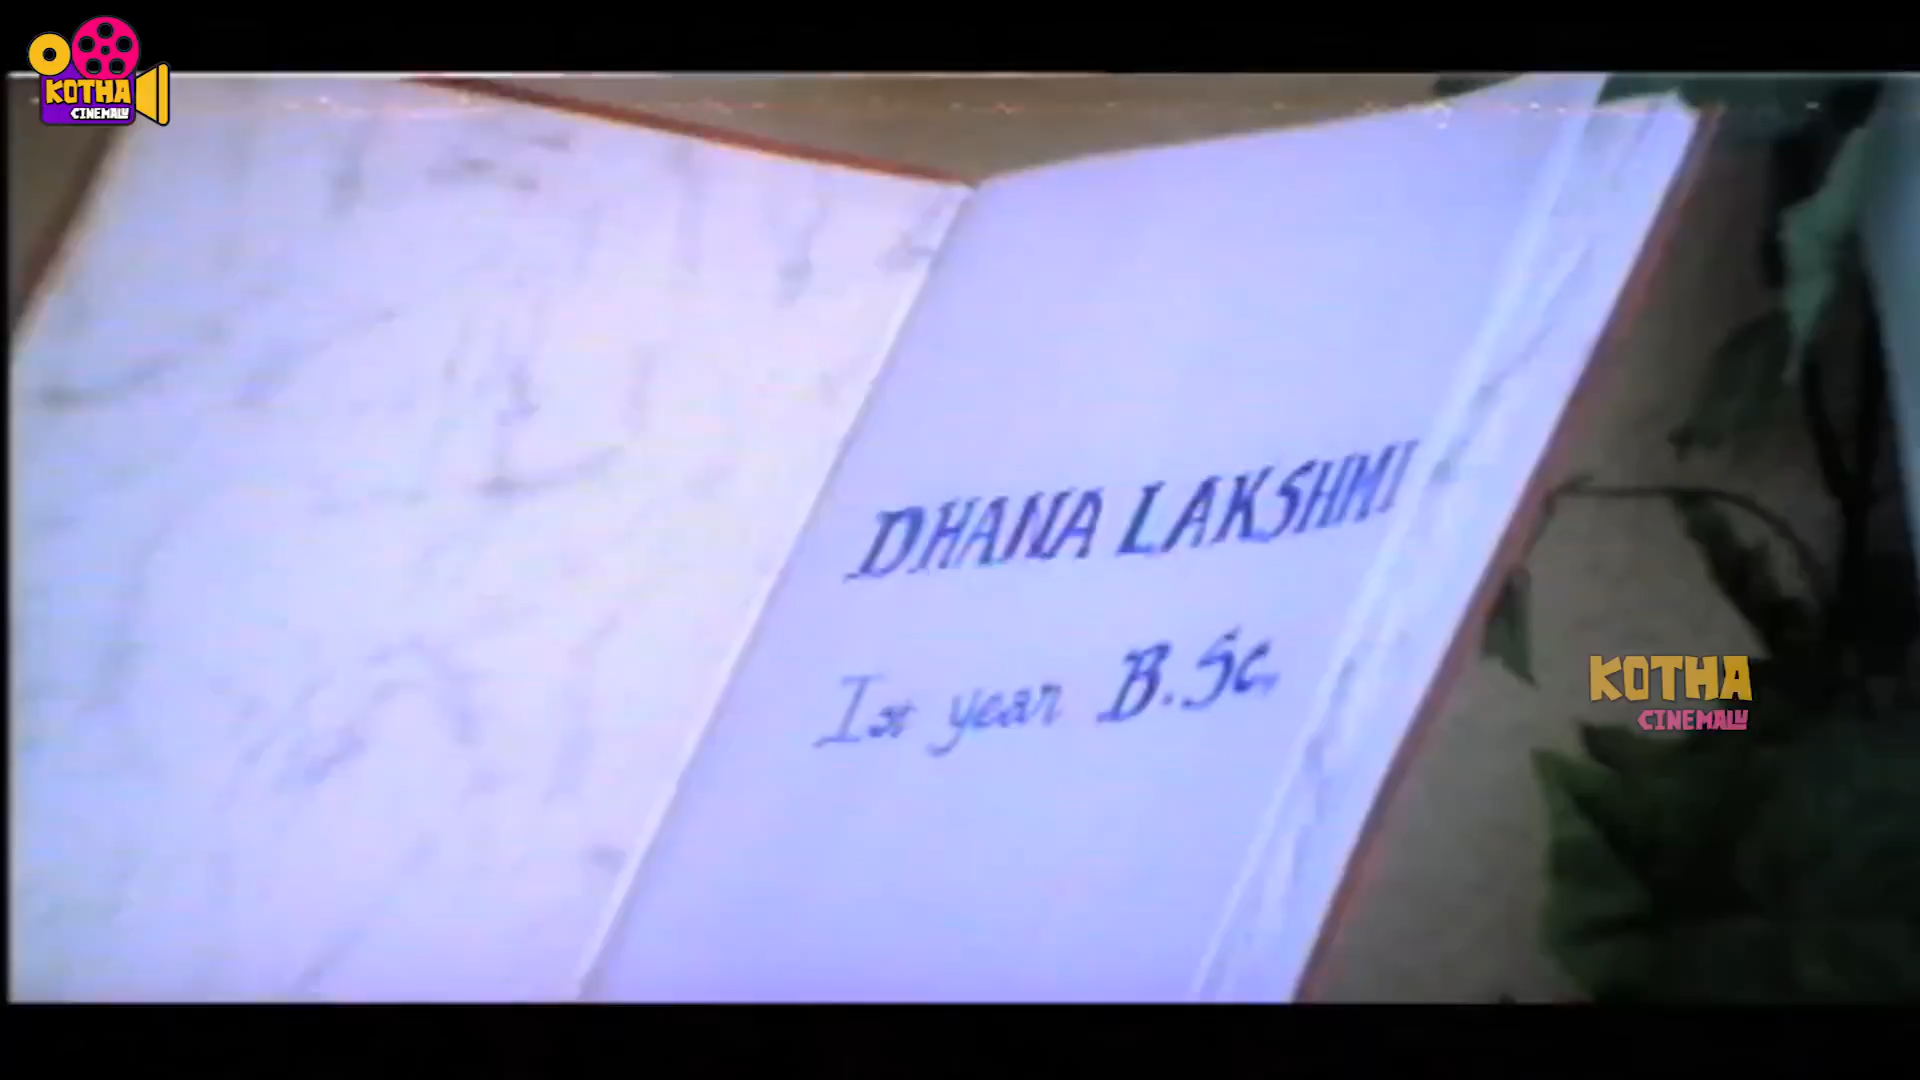 KOTHA
CINEMALU
DHANA LAKSHMI
Ist year B.Sc,
KOTHA
CINEMALU